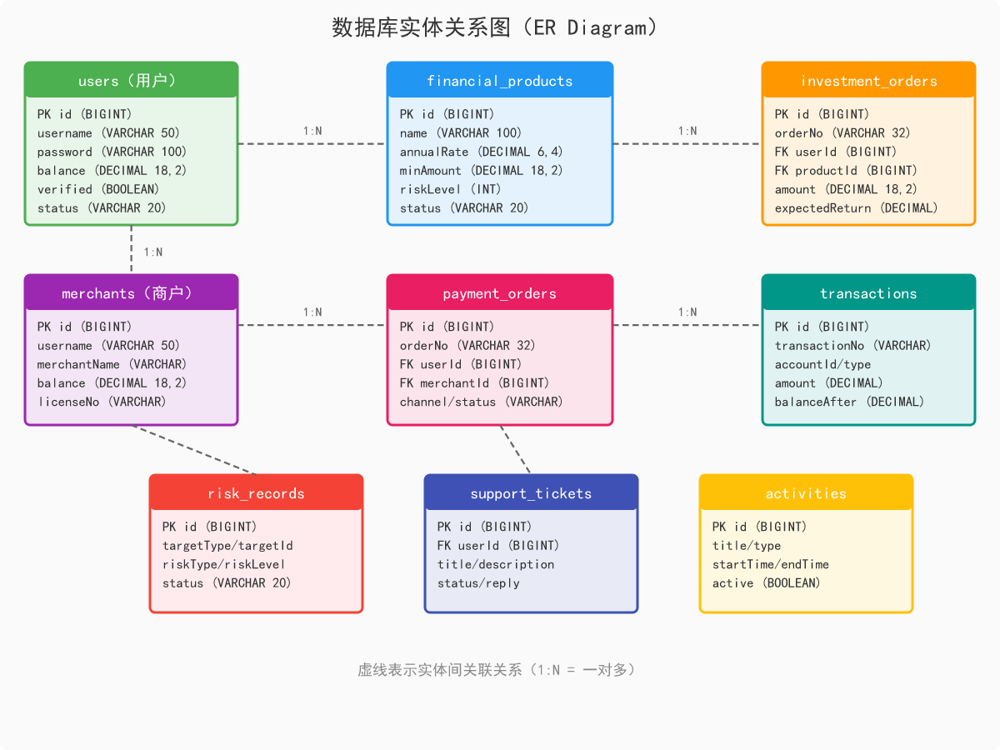 数据库实体关系图（ER Diagram）
users（用户）
PK id (BIGINT)
username (VARCHAR 50)
password (VARCHAR 100)
balance (DECIMAL 18,2)
verified (BOOLEAN)
status (VARCHAR 20)
1:N
financial_products
PK id (BIGINT)
name (VARCHAR 100)
annualRate (DECIMAL 6,4)
minAmount (DECIMAL 18,2)
riskLevel (INT)
status (VARCHAR 20)
1:N
investment_orders
PK id (BIGINT)
orderNo (VARCHAR 32)
FK userId (BIGINT)
FK productId (BIGINT)
amount (DECIMAL 18,2)
expectedReturn (DECIMAL)
1:N
merchants（商户）
PK id (BIGINT)
username (VARCHAR 50)
merchantName (VARCHAR)
balance (DECIMAL 18,2)
licenseNo (VARCHAR)
1:N
payment_orders
PK id (BIGINT)
orderNo (VARCHAR 32)
FK userId (BIGINT)
FK merchantId (BIGINT)
channel/status (VARCHAR)
1:N
transactions
PK id (BIGINT)
transactionNo (VARCHAR)
accountId/type
amount (DECIMAL)
balanceAfter (DECIMAL)
risk_records
PK id (BIGINT)
targetType/targetId
riskType/riskLevel
status (VARCHAR 20)
support_tickets
PK id (BIGINT)
FK userId (BIGINT)
title/description
status/reply
activities
PK id (BIGINT)
title/type
startTime/endTime
active (BOOLEAN)
虚线表示实体间关联关系（1:N = 一对多）